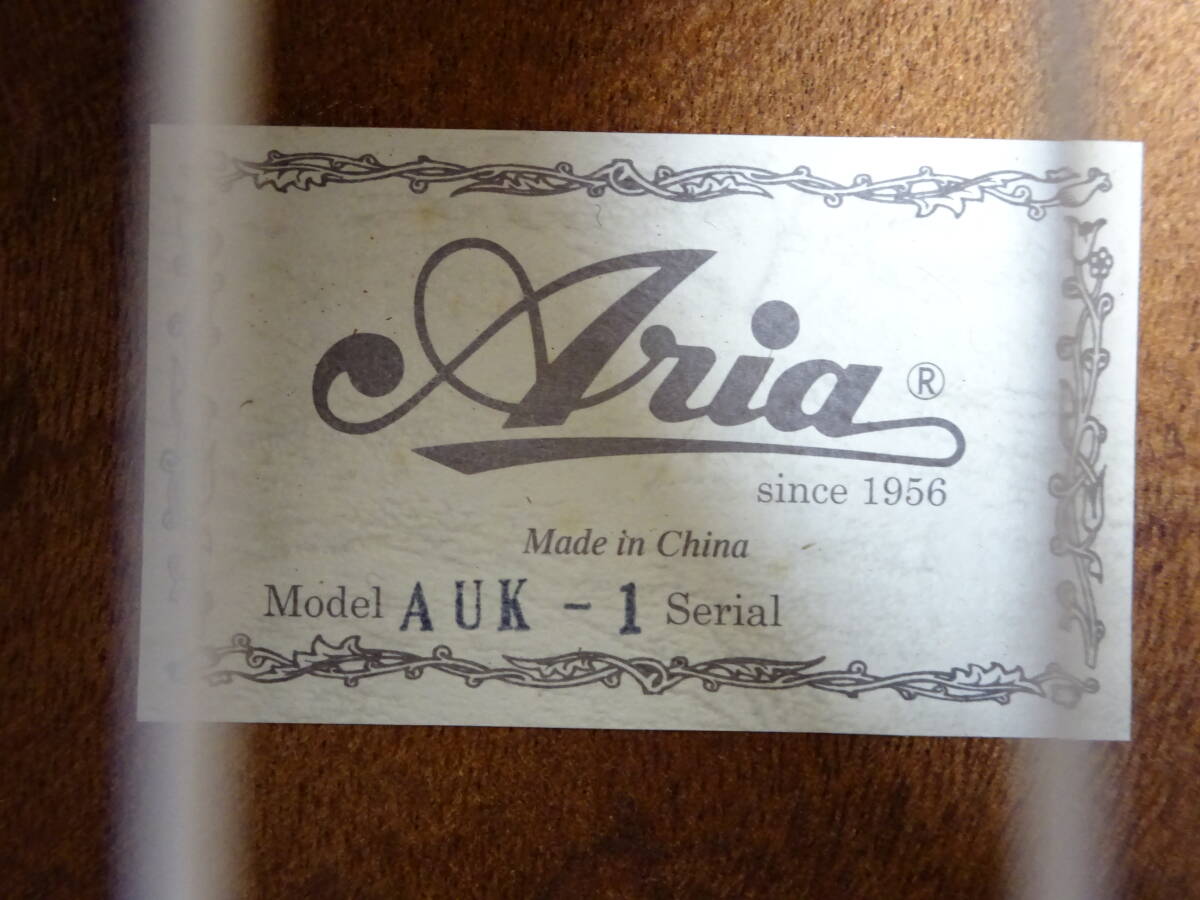 Aria ®
since 1956
Made in China
Model AUK - 1 Serial